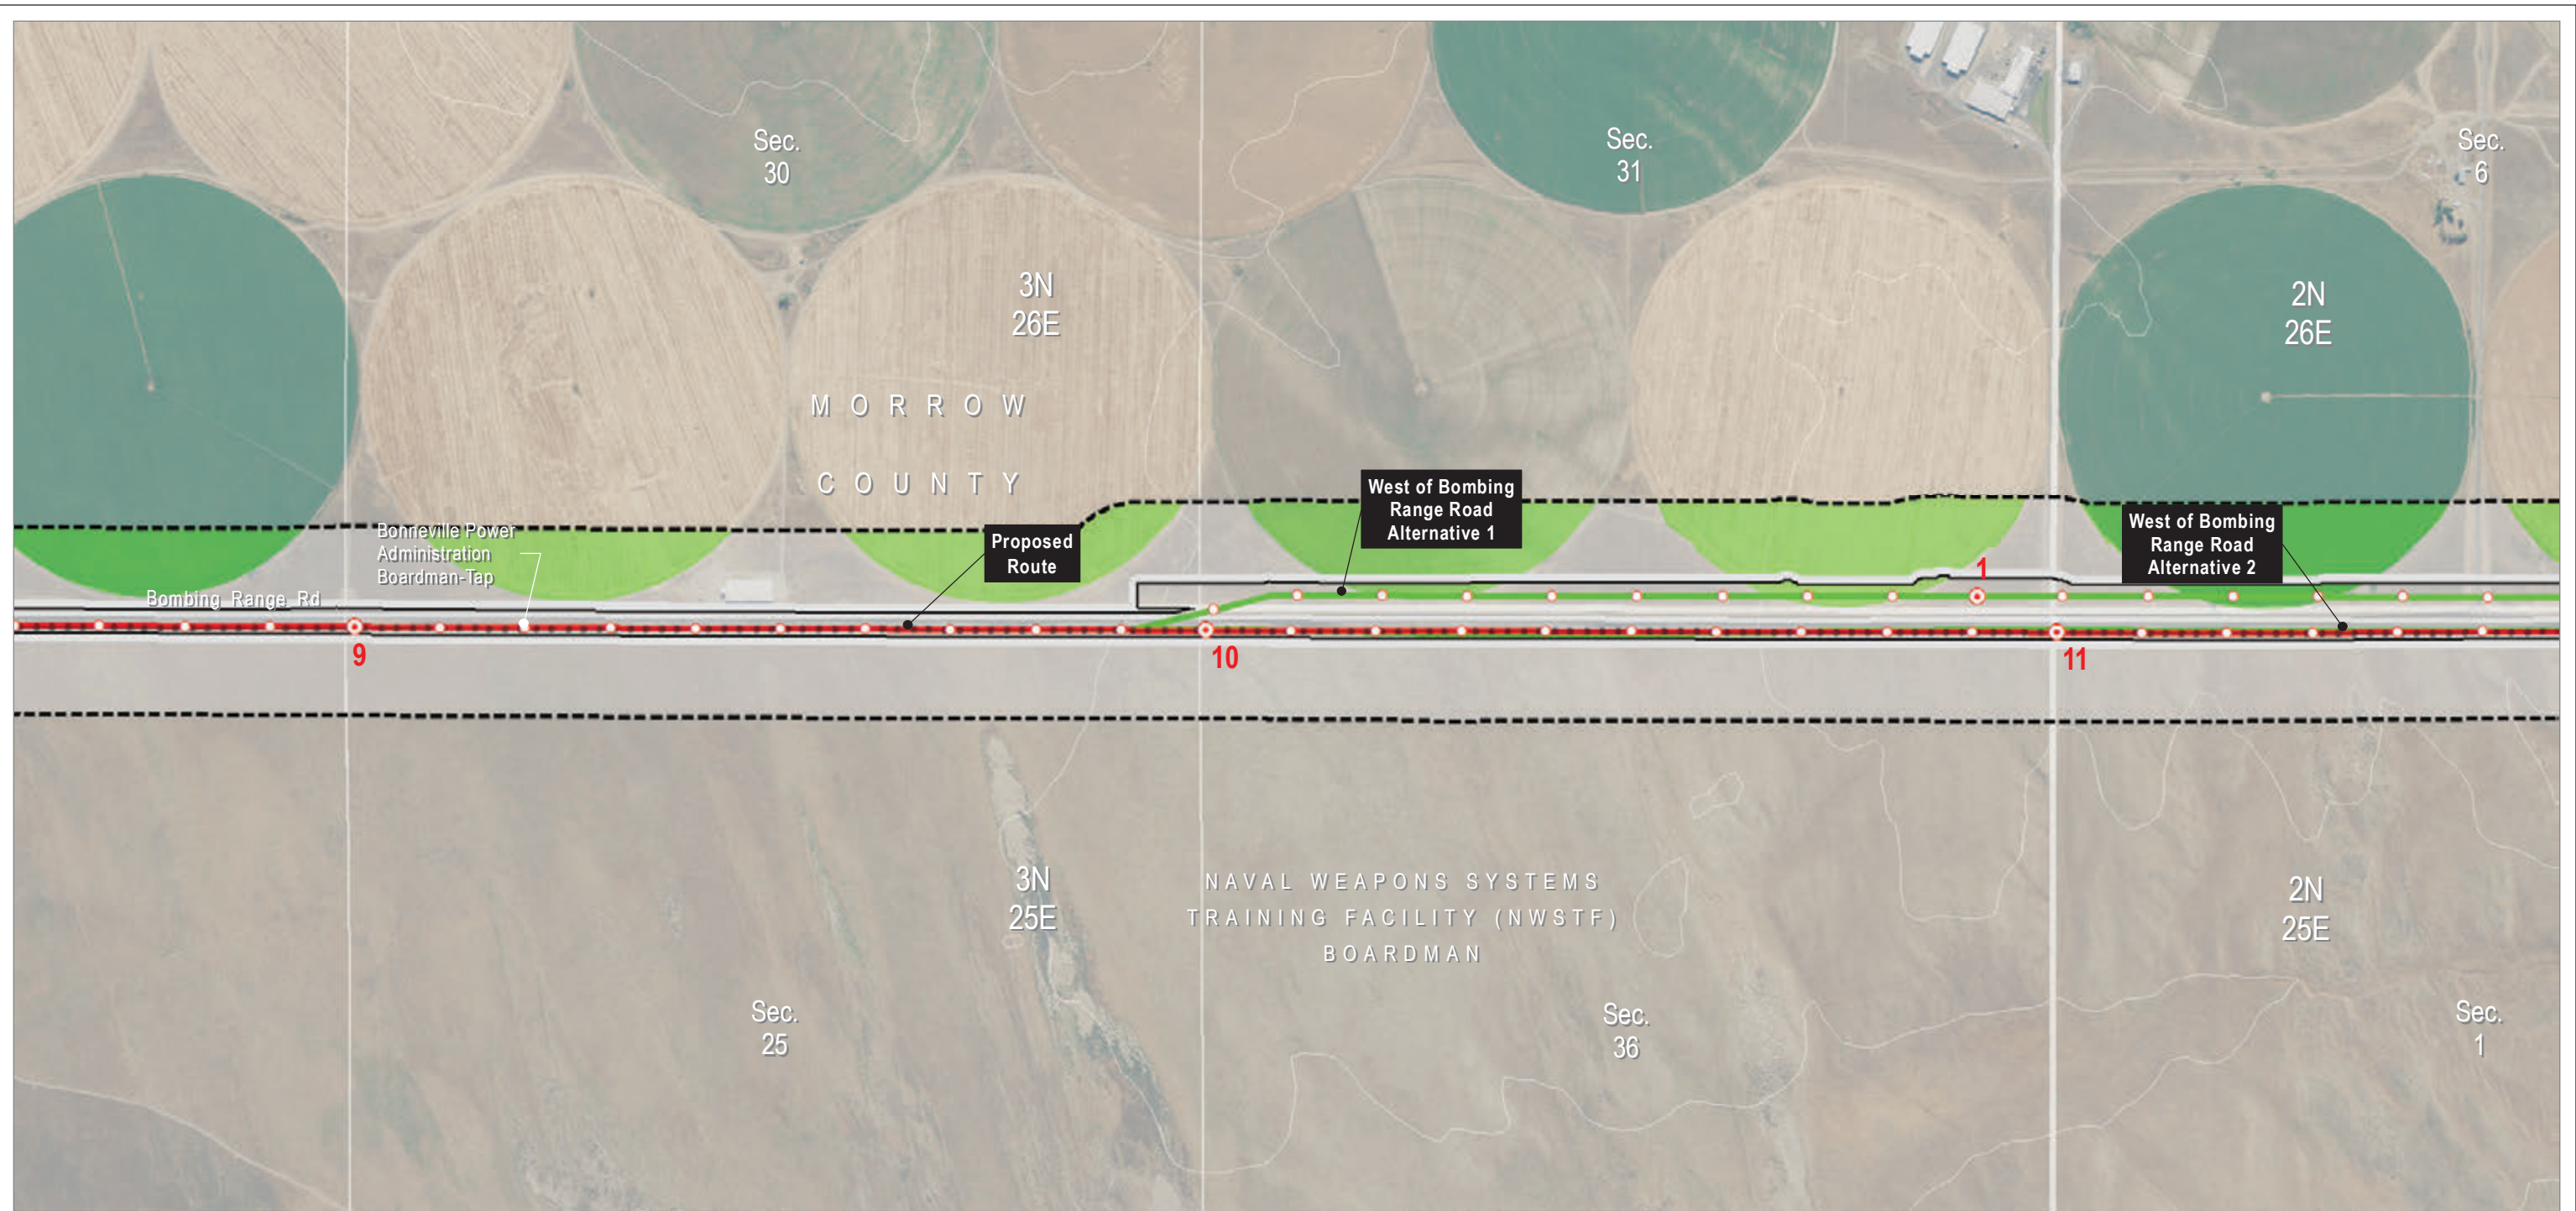 Sec.
30
Sec.
31
Sec.
6
3N
26E
2N
26E
MORROW
COUNTY
West of Bombing
Range Road
Alternative 1
West of Bombing
Range Road
Alternative 2
Bonneville Power
Administration
Boardman-Tap
Proposed
Route
1
Bombing Range Rd
9
10
11
3N
25E
NAVAL WEAPONS SYSTEMS
TRAINING FACILITY (NWSTF)
BOARDMAN
2N
25E
Sec.
25
Sec.
36
Sec.
1